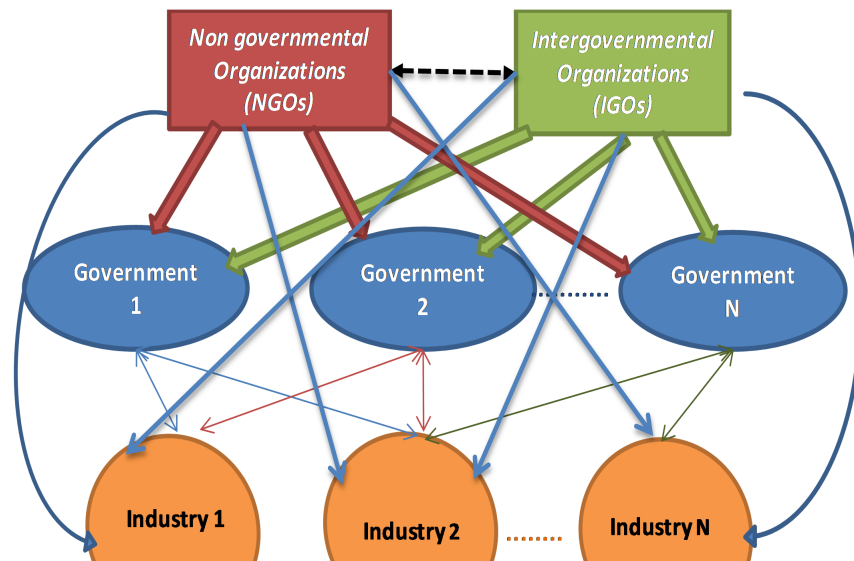 Non governmental
Organizations
(NGOs)
Intergovernmental
Organizations
(IGOs)
Government
1
Government
2
Government
N
Industry 1
Industry 2
Industry N